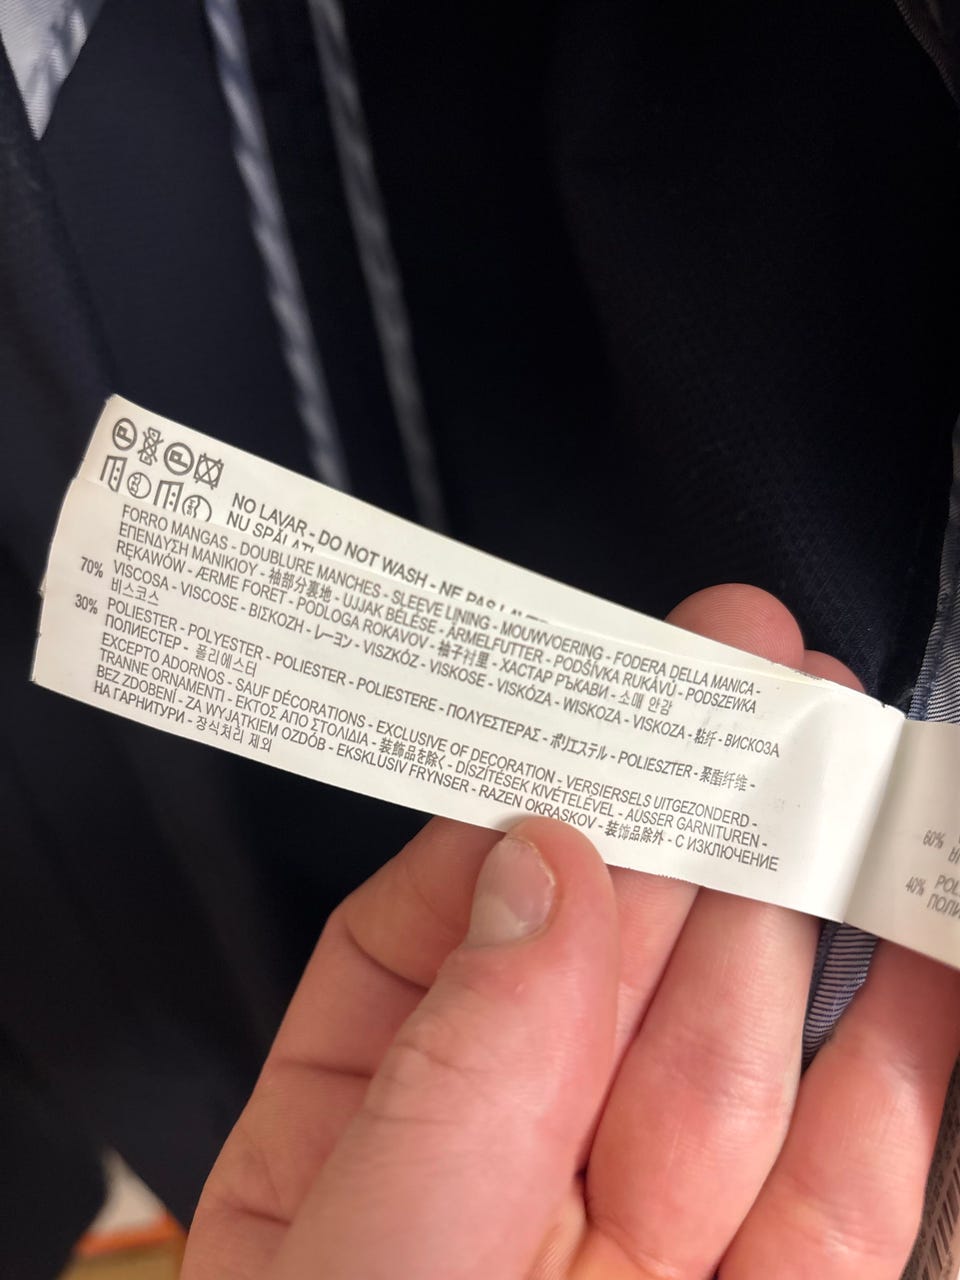 NO LAVAR - DO NOT WASH - NE PAS
NU SPĂLAȚI
FORRO MANGAS - DOUBLURE MANCHES - SLEEVE LINING - MOUWVOERING - FODERA DELLA MANICA -
ΕΠΕΝΔΥΣΗ ΜΑΝΙΚΙΟΥ - 袖部分裏地 - UJJAK BÉLÉSE - ÄRMELFUTTER - PODŠÍVKA RUKÁVŮ - PODSZEWKA
RĘKAWÓW - ÆRME FORET - PODLOGA ROKAVOV - 袖子衬里 - ХАСТАР РЪКАВИ - 소매 안감
70% VISCOSA - VISCOSE - ΒΙΣΚΟΖΗ - レーヨン - VISZKÓZ - VISKOSE - VISKÓZA - WISKOZA - VISKOZA - 粘纤 - ВИСКОЗА
비스코스
30% POLIESTER - POLYESTER - POLIESTER - POLIESTERE - ΠΟΛΥΕΣΤΕΡΑΣ - ポリエステル - POLIESZTER - 聚酯纤维 -
ПОЛИЕСТЕР - 폴리에스터
EXCEPTO ADORNOS - SAUF DÉCORATIONS - EXCLUSIVE OF DECORATION - VERSIERSELS UITGEZONDERD -
TRANNE ORNAMENTI - ΕΚΤΟΣ ΑΠΟ ΣΤΟΛΙΔΙΑ - 装飾品を除く - DÍSZÍTÉSEK KIVÉTELÉVEL - AUSSER GARNITUREN -
BEZ ZDOBENÍ - ZA WYJĄTKIEM OZDÓB - EKSKLUSIV FRYNSER - RAZEN OKRASKOV - 装饰品除外 - С ИЗКЛЮЧЕНИЕ
НА ГАРНИТУРИ - 장식처리 제외
60%
40%